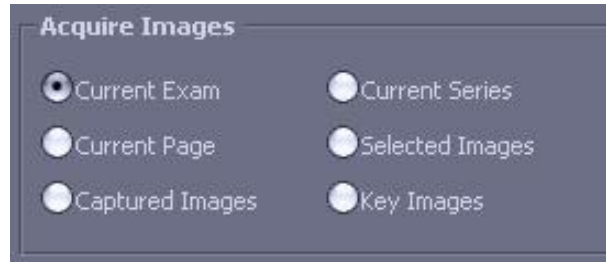 Acquire Images
Current Exam
Current Series
Current Page
Selected Images
Captured Images
Key Images